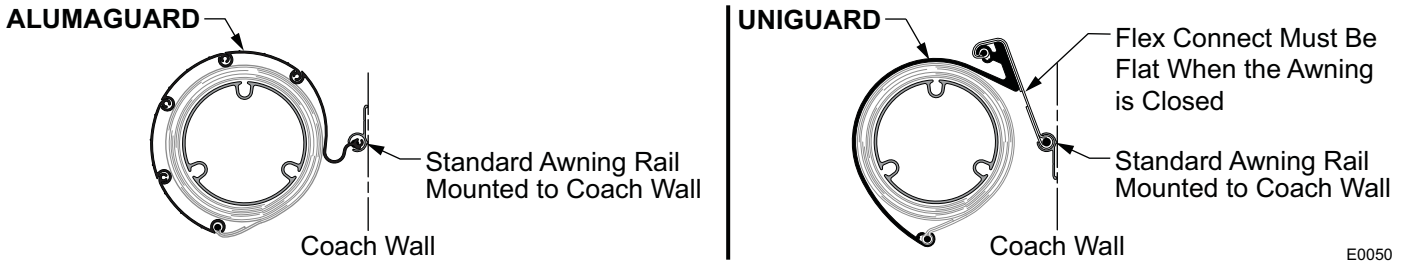 ALUMAGUARD
Standard Awning Rail
Mounted to Coach Wall
Coach Wall
UNIGUARD
Flex Connect Must Be
Flat When the Awning
is Closed
Standard Awning Rail
Mounted to Coach Wall
Coach Wall
E0050